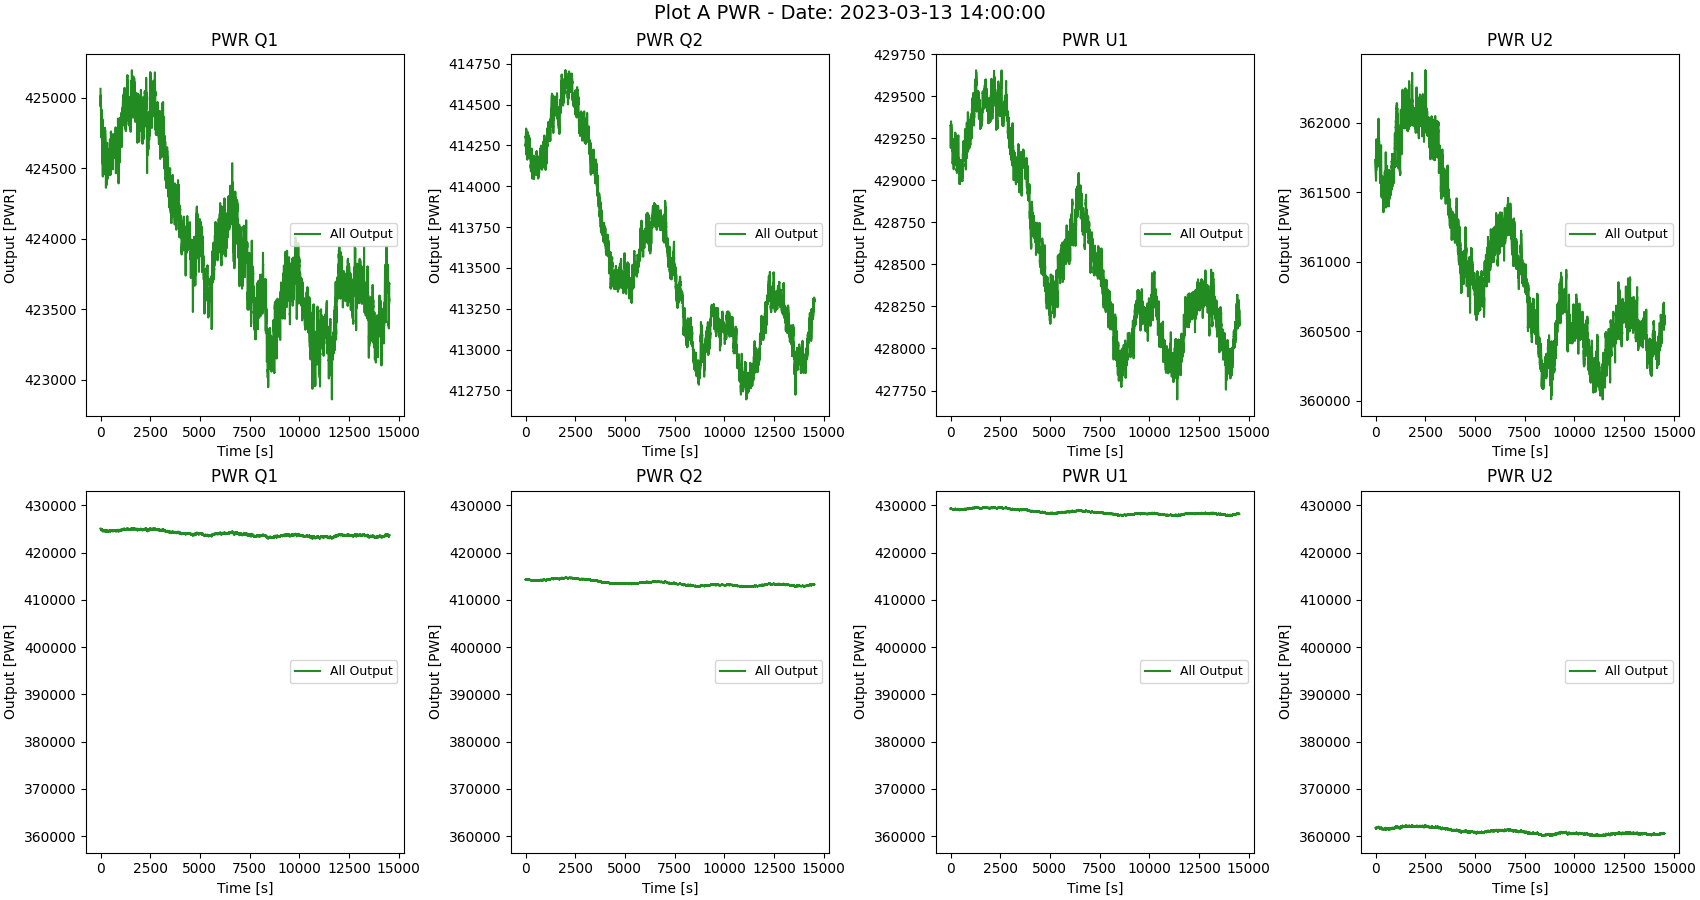 Plot A PWR - Date: 2023-03-13 14:00:00
PWR Q1
Output [PWR]
425000
424500
424000
423500
423000
All Output
0 2500 5000 7500 10000 12500 15000
Time [s]
PWR Q2
Output [PWR]
414750
414500
414250
414000
413750
413500
413250
413000
412750
All Output
0 2500 5000 7500 10000 12500 15000
Time [s]
PWR U1
Output [PWR]
429750
429500
429250
429000
428750
428500
428250
428000
427750
All Output
0 2500 5000 7500 10000 12500 15000
Time [s]
PWR U2
Output [PWR]
362000
361500
361000
360500
360000
All Output
0 2500 5000 7500 10000 12500 15000
Time [s]
PWR Q1
Output [PWR]
430000
420000
410000
400000
390000
380000
370000
360000
All Output
0 2500 5000 7500 10000 12500 15000
Time [s]
PWR Q2
Output [PWR]
430000
420000
410000
400000
390000
380000
370000
360000
All Output
0 2500 5000 7500 10000 12500 15000
Time [s]
PWR U1
Output [PWR]
430000
420000
410000
400000
390000
380000
370000
360000
All Output
0 2500 5000 7500 10000 12500 15000
Time [s]
PWR U2
Output [PWR]
430000
420000
410000
400000
390000
380000
370000
360000
All Output
0 2500 5000 7500 10000 12500 15000
Time [s]